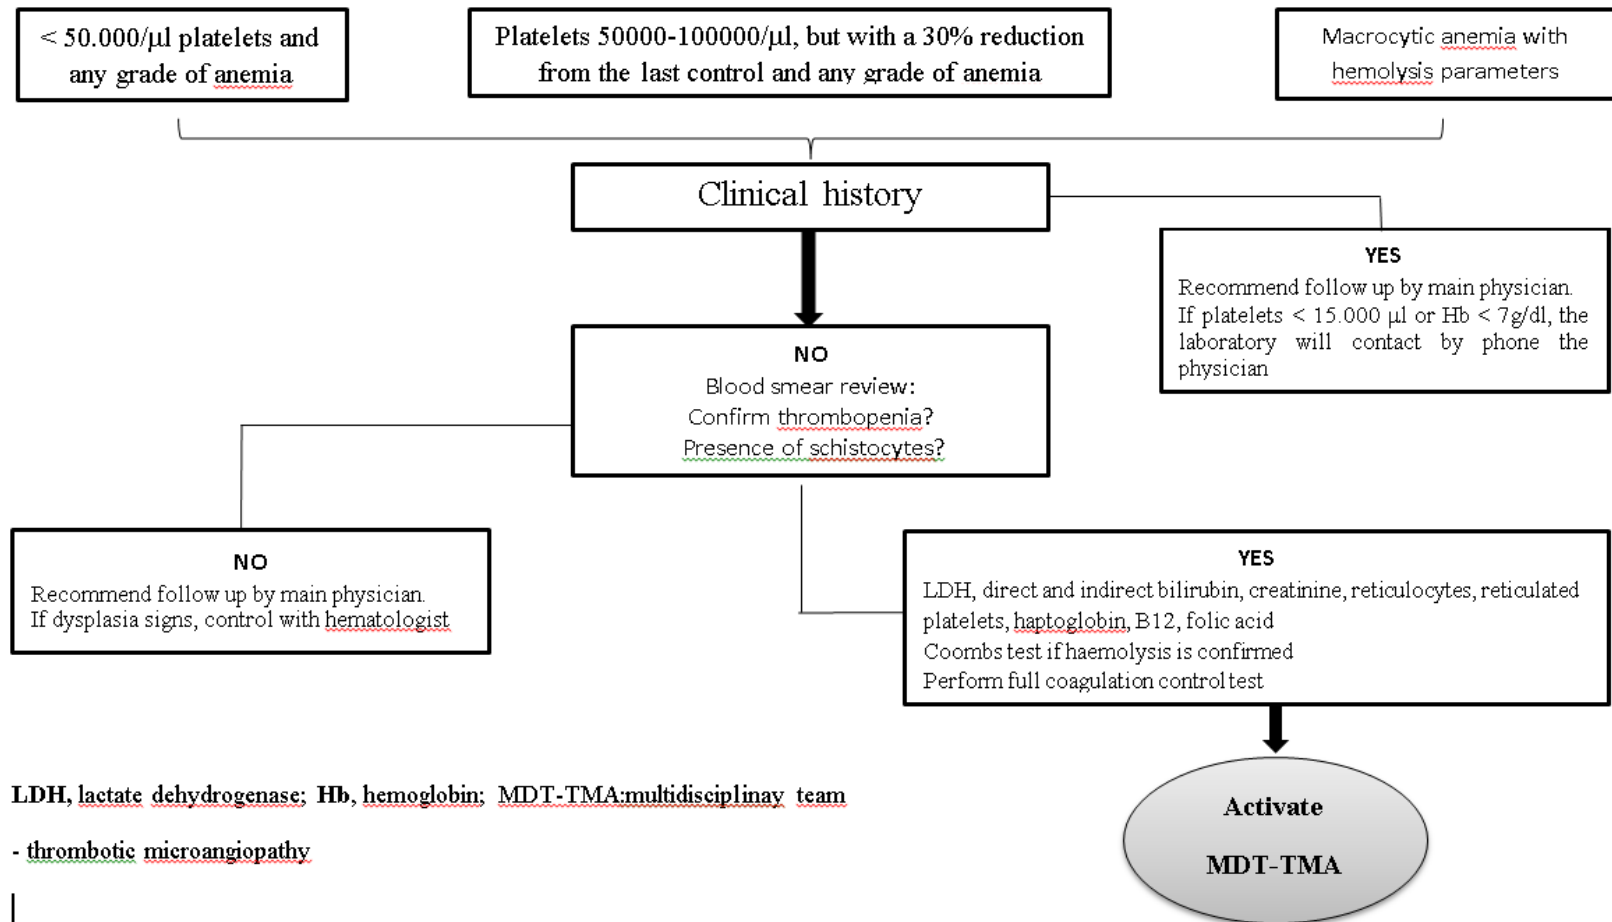 < 50.000/µl platelets and
any grade of anemia
Platelets 50000-100000/µl, but with a 30% reduction
from the last control and any grade of anemia
Macrocytic anemia with
hemolysis parameters
Clinical history
YES
Recommend follow up by main physician.
If platelets < 15.000 µl or Hb < 7g/dl, the
laboratory will contact by phone the
physician
NO
Blood smear review:
Confirm thrombopenia?
Presence of schistocytes?
NO
Recommend follow up by main physician.
If dysplasia signs, control with hematologist
YES
LDH, direct and indirect bilirubin, creatinine, reticulocytes, reticulated
platelets, haptoglobin, B12, folic acid
Coombs test if haemolysis is confirmed
Perform full coagulation control test
Activate
MDT-TMA
LDH, lactate dehydrogenase; Hb, hemoglobin; MDT-TMA:multidisciplinay team
- thrombotic microangiopathy